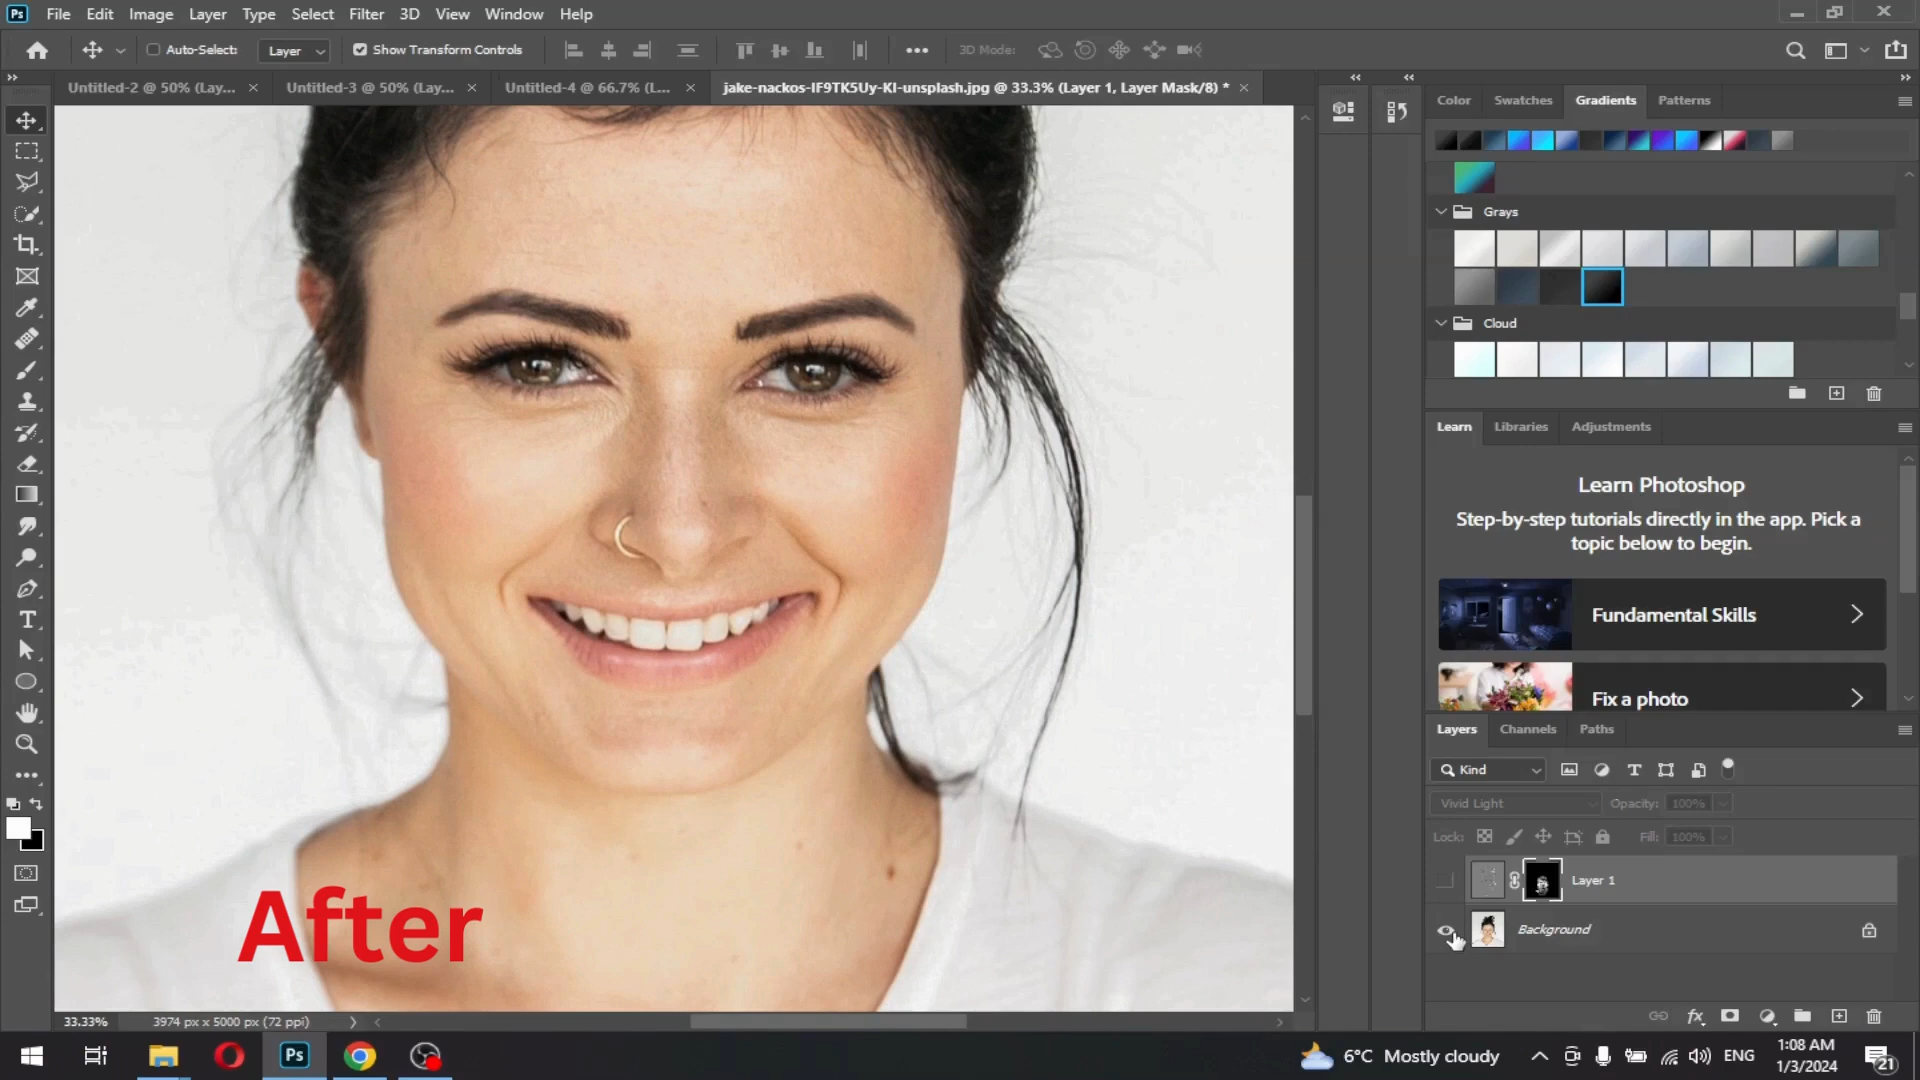 Ps File Edit Image Layer Type Select Filter 3D View Window Help
Auto-Select: Layer Show Transform Controls 3D Mode:
Untitled-2 @ 50% (Lay... Untitled-3 @ 50% (Lay... Untitled-4 @ 66.7% (L... jake-nackos-IF9TK5Uy-KI-unsplash.jpg @ 33.3% (Layer 1, Layer Mask/8) *
Color Swatches Gradients Patterns
Grays
Cloud
Learn Libraries Adjustments
Learn Photoshop
Step-by-step tutorials directly in the app. Pick a
topic below to begin.
Fundamental Skills
Fix a photo
Layers Channels Paths
Kind
Vivid Light Opacity: 100%
Lock: Fill: 100%
Layer 1
Background
After
33.33% 3974 px x 5000 px (72 ppi)
Ps 6°C Mostly cloudy ENG 1:08 AM
1/3/2024 21